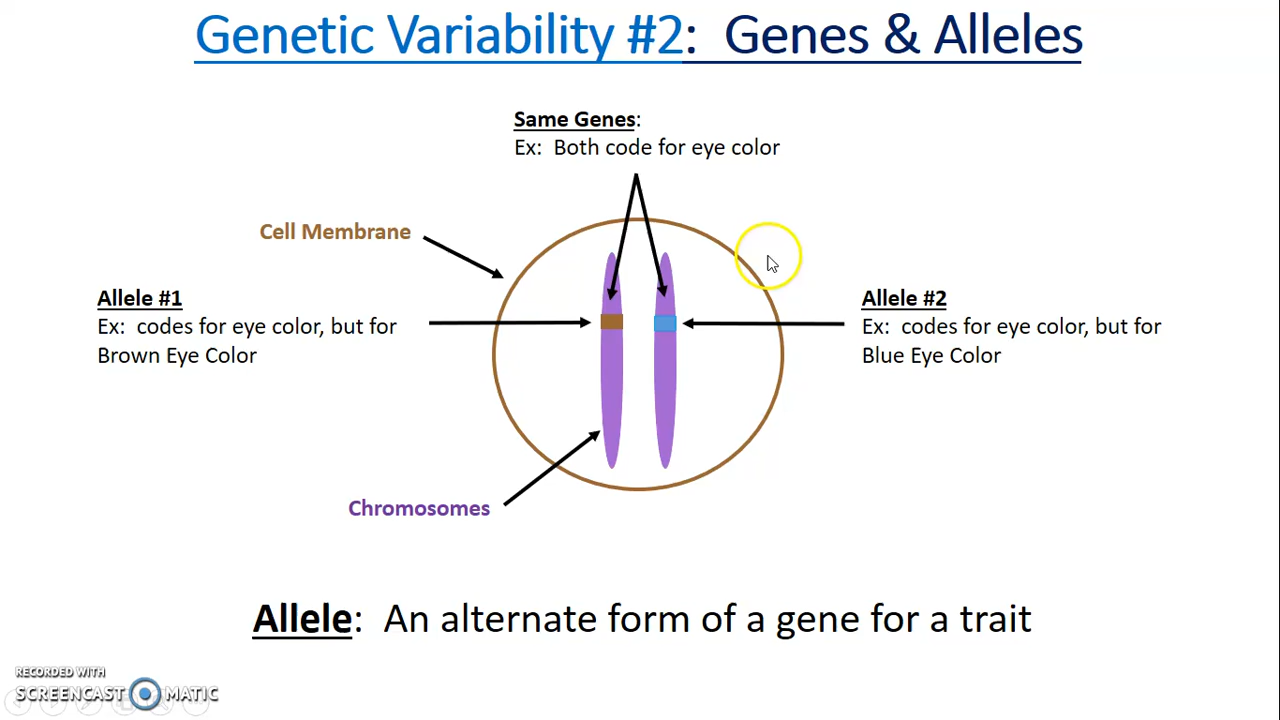 Genetic Variability #2: Genes & Alleles
Same Genes:
Ex: Both code for eye color
Cell Membrane
Allele #1
Ex: codes for eye color, but for
Brown Eye Color
Allele #2
Ex: codes for eye color, but for
Blue Eye Color
Chromosomes
Allele: An alternate form of a gene for a trait
RECORDED WITH
SCREENCAST MATIC